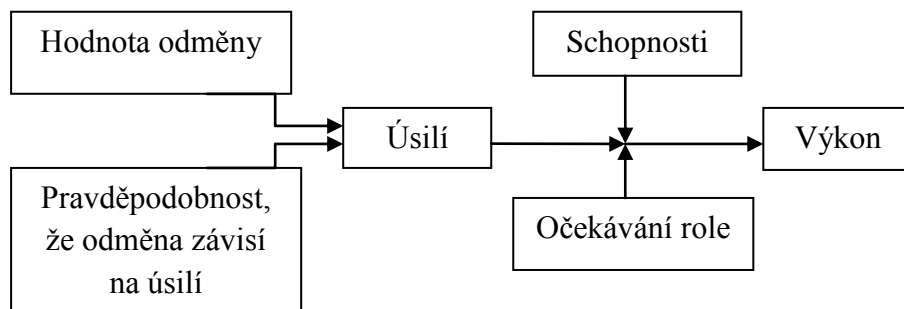 Hodnota odměny
Schopnosti
Úsilí
Výkon
Pravděpodobnost,
že odměna závisí
na úsilí
Očekávání role